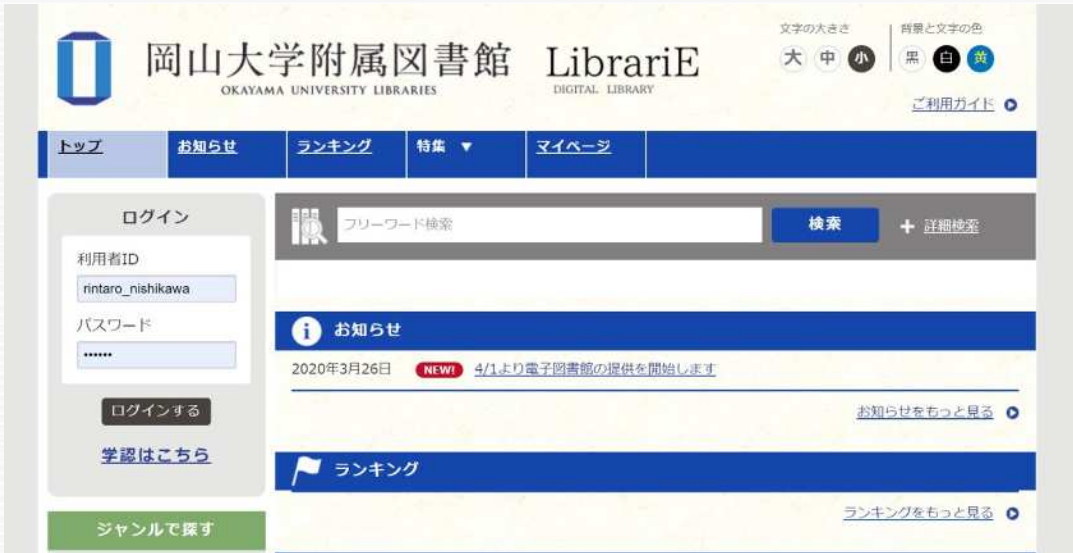 岡山大学附属図書館 LibrariE
OKAYAMA UNIVERSITY LIBRARIES DIGITAL LIBRARY
文字の大きさ 背景と文字の色
大 中 小 黒 白 黄
ご利用ガイド
トップ お知らせ ランキング 特集 ▼ マイページ
ログイン
利用者ID
rintaro_nishikawa
パスワード
••••••
ログインする
学認はこちら
ジャンルで探す
フリーワード検索 検索 + 詳細検索
お知らせ
2020年3月26日 NEW! 4/1より電子図書館の提供を開始します
お知らせをもっと見る
ランキング
ランキングをもっと見る